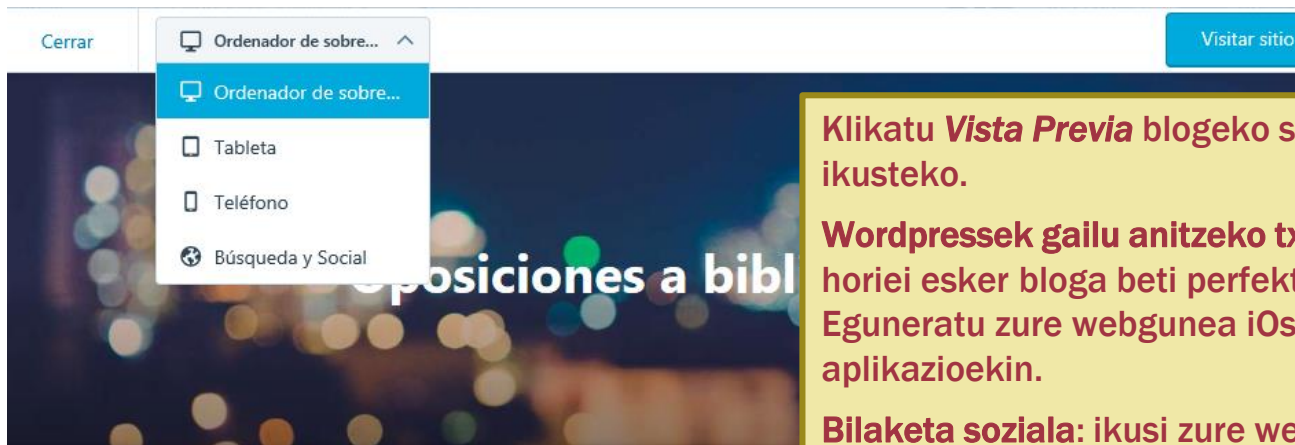 Cerrar
Ordenador de sobre...
Visitar sitio
Ordenador de sobre...
Tableta
Teléfono
Búsqueda y Social
Oposiciones a bibl
Klikatu Vista Previa blogeko s
ikusteko.
Wordpressek gailu anitzeko tx
horiei esker bloga beti perfekt
Eguneratu zure webgunea iOs
aplikazioekin.
Bilaketa soziala: ikusi zure we